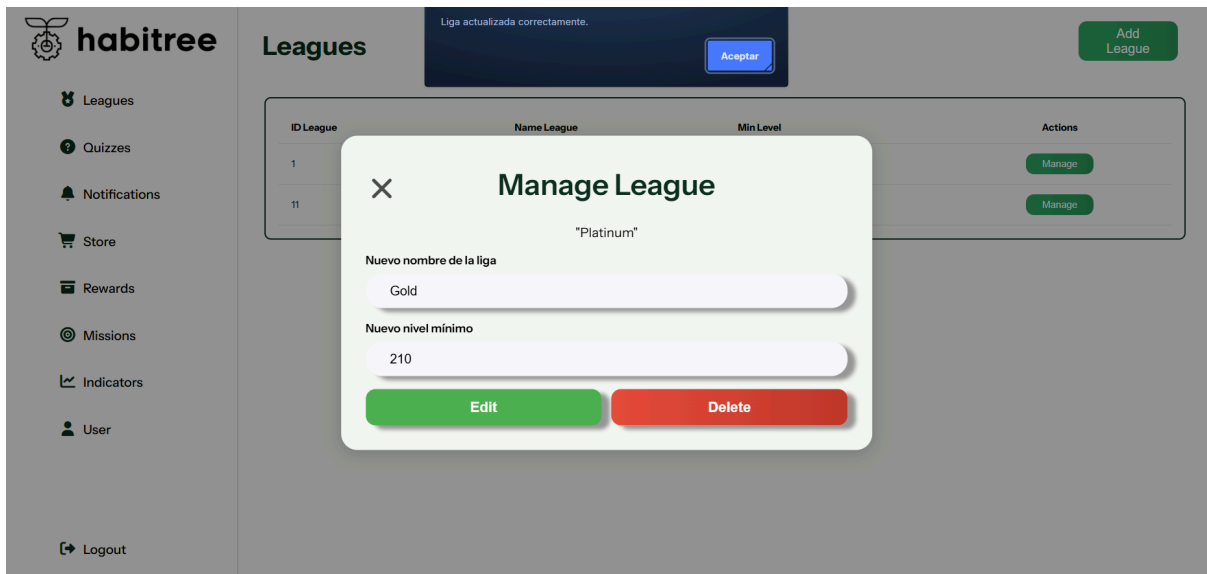 habitree
Leagues
Quizzes
Notifications
Store
Rewards
Missions
Indicators
User
Logout
Leagues
Liga actualizada correctamente.
Aceptar
Add
League
ID League Name League Min Level Actions
1 Manage
11 Manage
Manage League
"Platinum"
Nuevo nombre de la liga
Gold
Nuevo nivel mínimo
210
Edit Delete